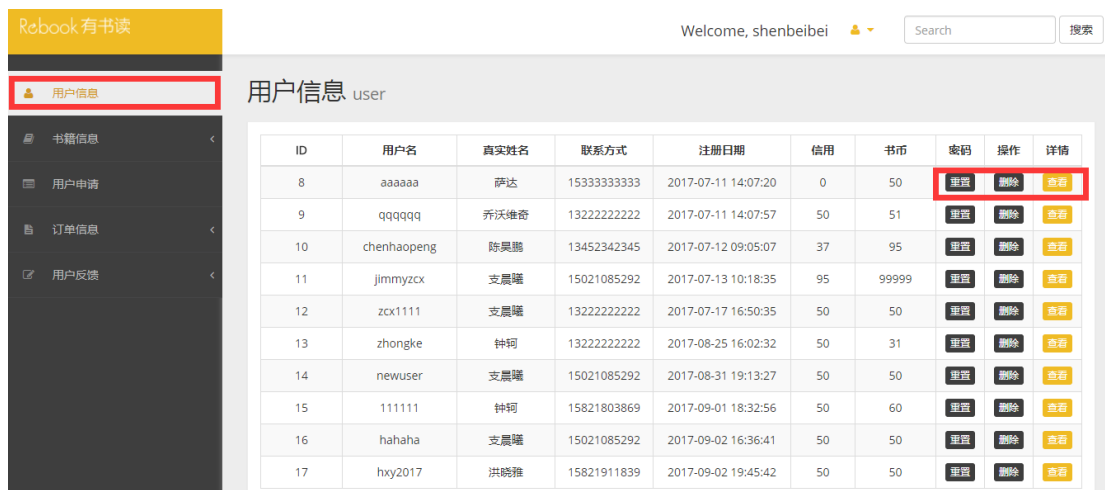 Rebook 有书读
Welcome, shenbeibei
Search
搜索
用户信息
书籍信息
用户申请
订单信息
用户反馈
用户信息 user
ID 用户名 真实姓名 联系方式 注册日期 信用 书币 密码 操作 详情
8 aaaaaa 萨达 15333333333 2017-07-11 14:07:20 0 50 重置 删除 查看
9 qqqqqq 乔沃维奇 13222222222 2017-07-11 14:07:57 50 51 重置 删除 查看
10 chenhaopeng 陈昊鹏 13452342345 2017-07-12 09:05:07 37 95 重置 删除 查看
11 jimmyzcx 支晨曦 15021085292 2017-07-13 10:18:35 95 99999 重置 删除 查看
12 zcx1111 支晨曦 13222222222 2017-07-17 16:50:35 50 50 重置 删除 查看
13 zhongke 钟轲 13222222222 2017-08-25 16:02:32 50 31 重置 删除 查看
14 newuser 支晨曦 15021085292 2017-08-31 19:13:27 50 50 重置 删除 查看
15 111111 钟轲 15821803869 2017-09-01 18:32:56 50 60 重置 删除 查看
16 hahaha 支晨曦 15021085292 2017-09-02 16:36:41 50 50 重置 删除 查看
17 hxy2017 洪晓雅 15821911839 2017-09-02 19:45:42 50 50 重置 删除 查看